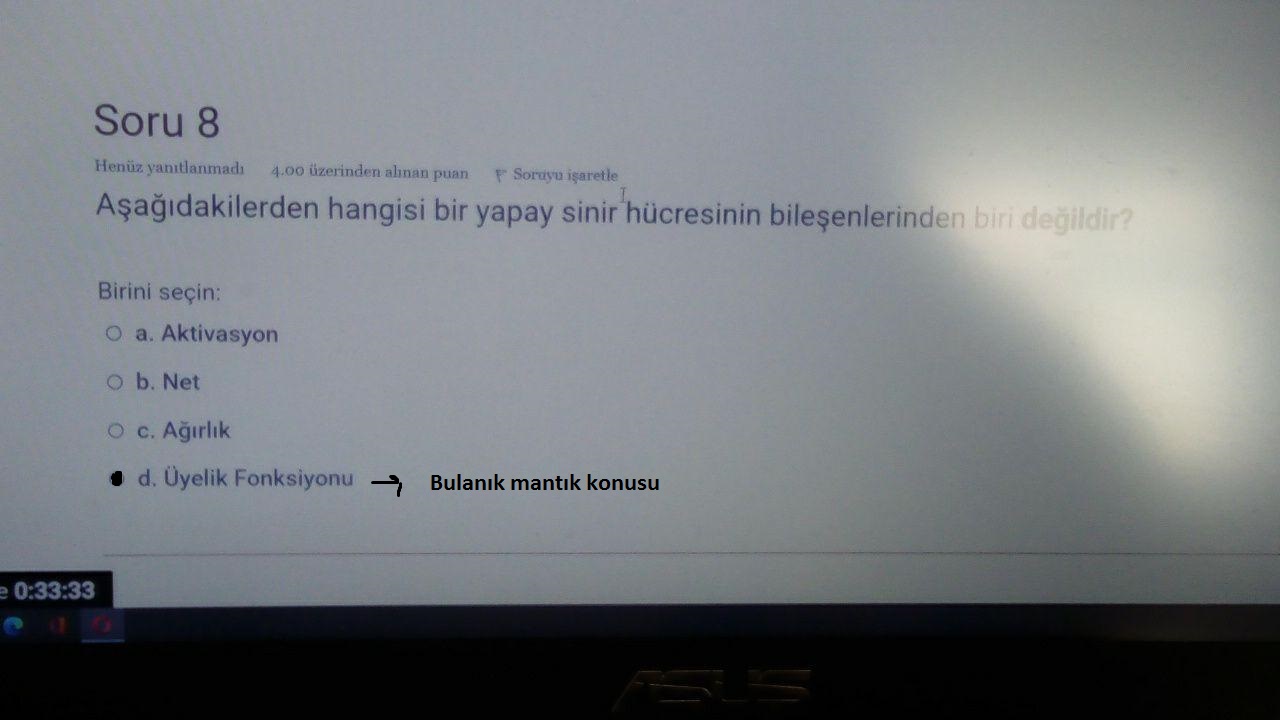 Soru 8
Henüz yanıtlanmadı 4.00 üzerinden alınan puan Soruyu işaretle
Aşağıdakilerden hangisi bir yapay sinir hücresinin bileşenlerinden biri değildir?
Birini seçin:
a. Aktivasyon
b. Net
c. Ağırlık
d. Üyelik Fonksiyonu Bulanık mantık konusu
e 0:33:33
ASUS